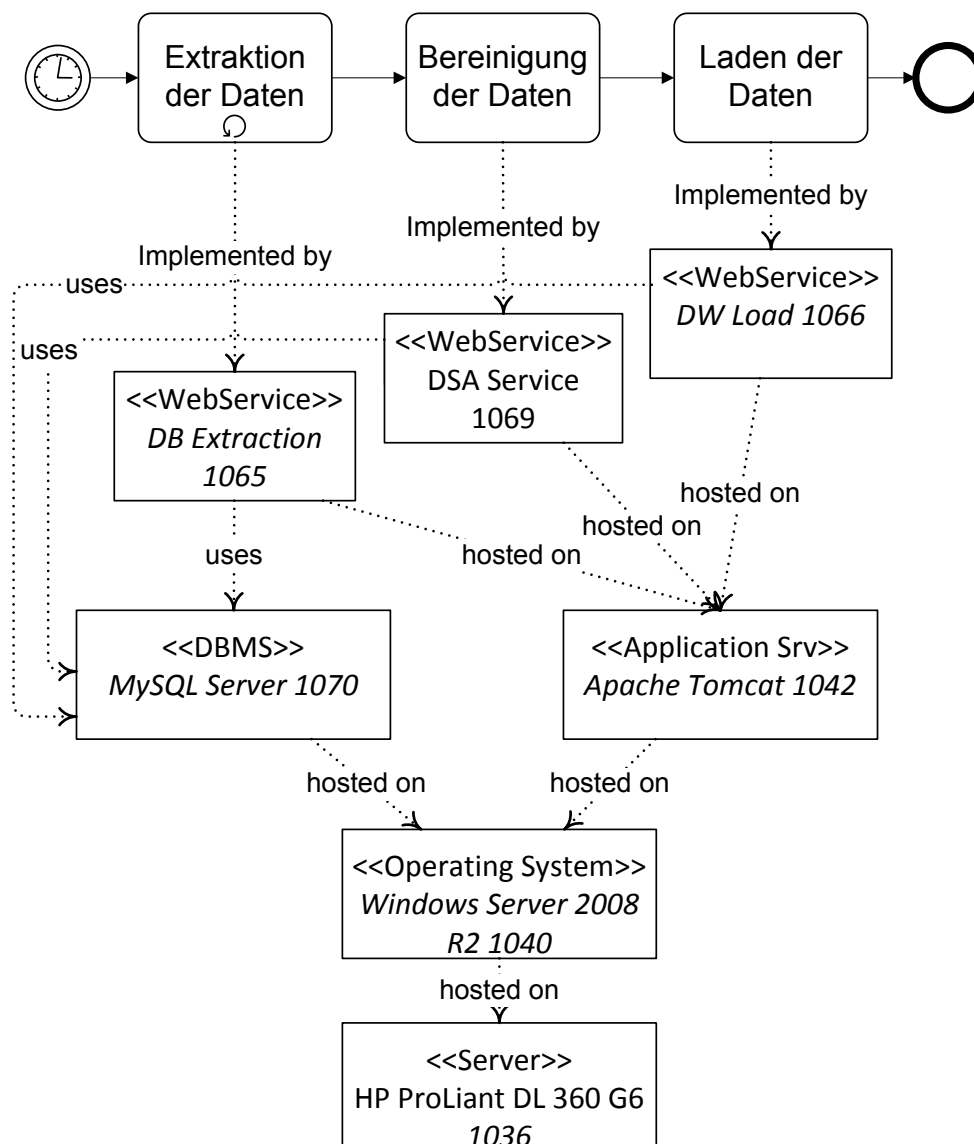 Extraktion
der Daten
Bereinigung
der Daten
Laden der
Daten
Implemented by
Implemented by
Implemented by
uses
uses
<<WebService>>
DW Load 1066
<<WebService>>
DSA Service
1069
<<WebService>>
DB Extraction
1065
hosted on
hosted on
hosted on
uses
<<DBMS>>
MySQL Server 1070
<<Application Srv>>
Apache Tomcat 1042
hosted on
hosted on
<<Operating System>>
Windows Server 2008
R2 1040
hosted on
<<Server>>
HP ProLiant DL 360 G6
1036